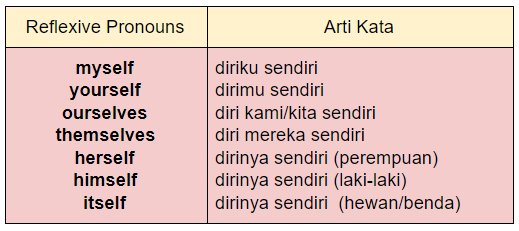 Reflexive Pronouns Arti Kata
myself diriku sendiri
yourself dirimu sendiri
ourselves diri kami/kita sendiri
themselves diri mereka sendiri
herself dirinya sendiri (perempuan)
himself dirinya sendiri (laki-laki)
itself dirinya sendiri (hewan/benda)